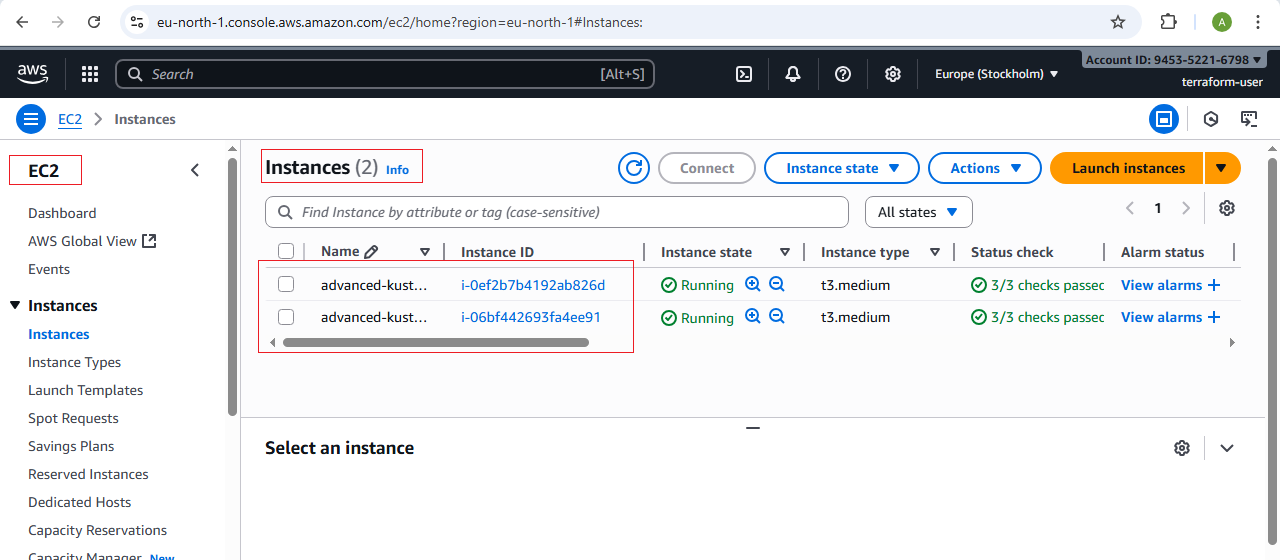 eu-north-1.console.aws.amazon.com/ec2/home?region=eu-north-1#Instances:
A
aws
Search
[Alt+S]
Europe (Stockholm)
Account ID: 9453-5221-6798
terraform-user
EC2
Instances
EC2
Dashboard
AWS Global View
Events
Instances
Instances
Instance Types
Launch Templates
Spot Requests
Savings Plans
Reserved Instances
Dedicated Hosts
Capacity Reservations
Capacity Manager New
Instances (2) Info
Connect
Instance state
Actions
Launch instances
Find Instance by attribute or tag (case-sensitive)
All states
1
Name Instance ID Instance state Instance type Status check Alarm status
advanced-kust... i-0ef2b7b4192ab826d Running t3.medium 3/3 checks passec View alarms +
advanced-kust... i-06bf442693fa4ee91 Running t3.medium 3/3 checks passec View alarms +
Select an instance